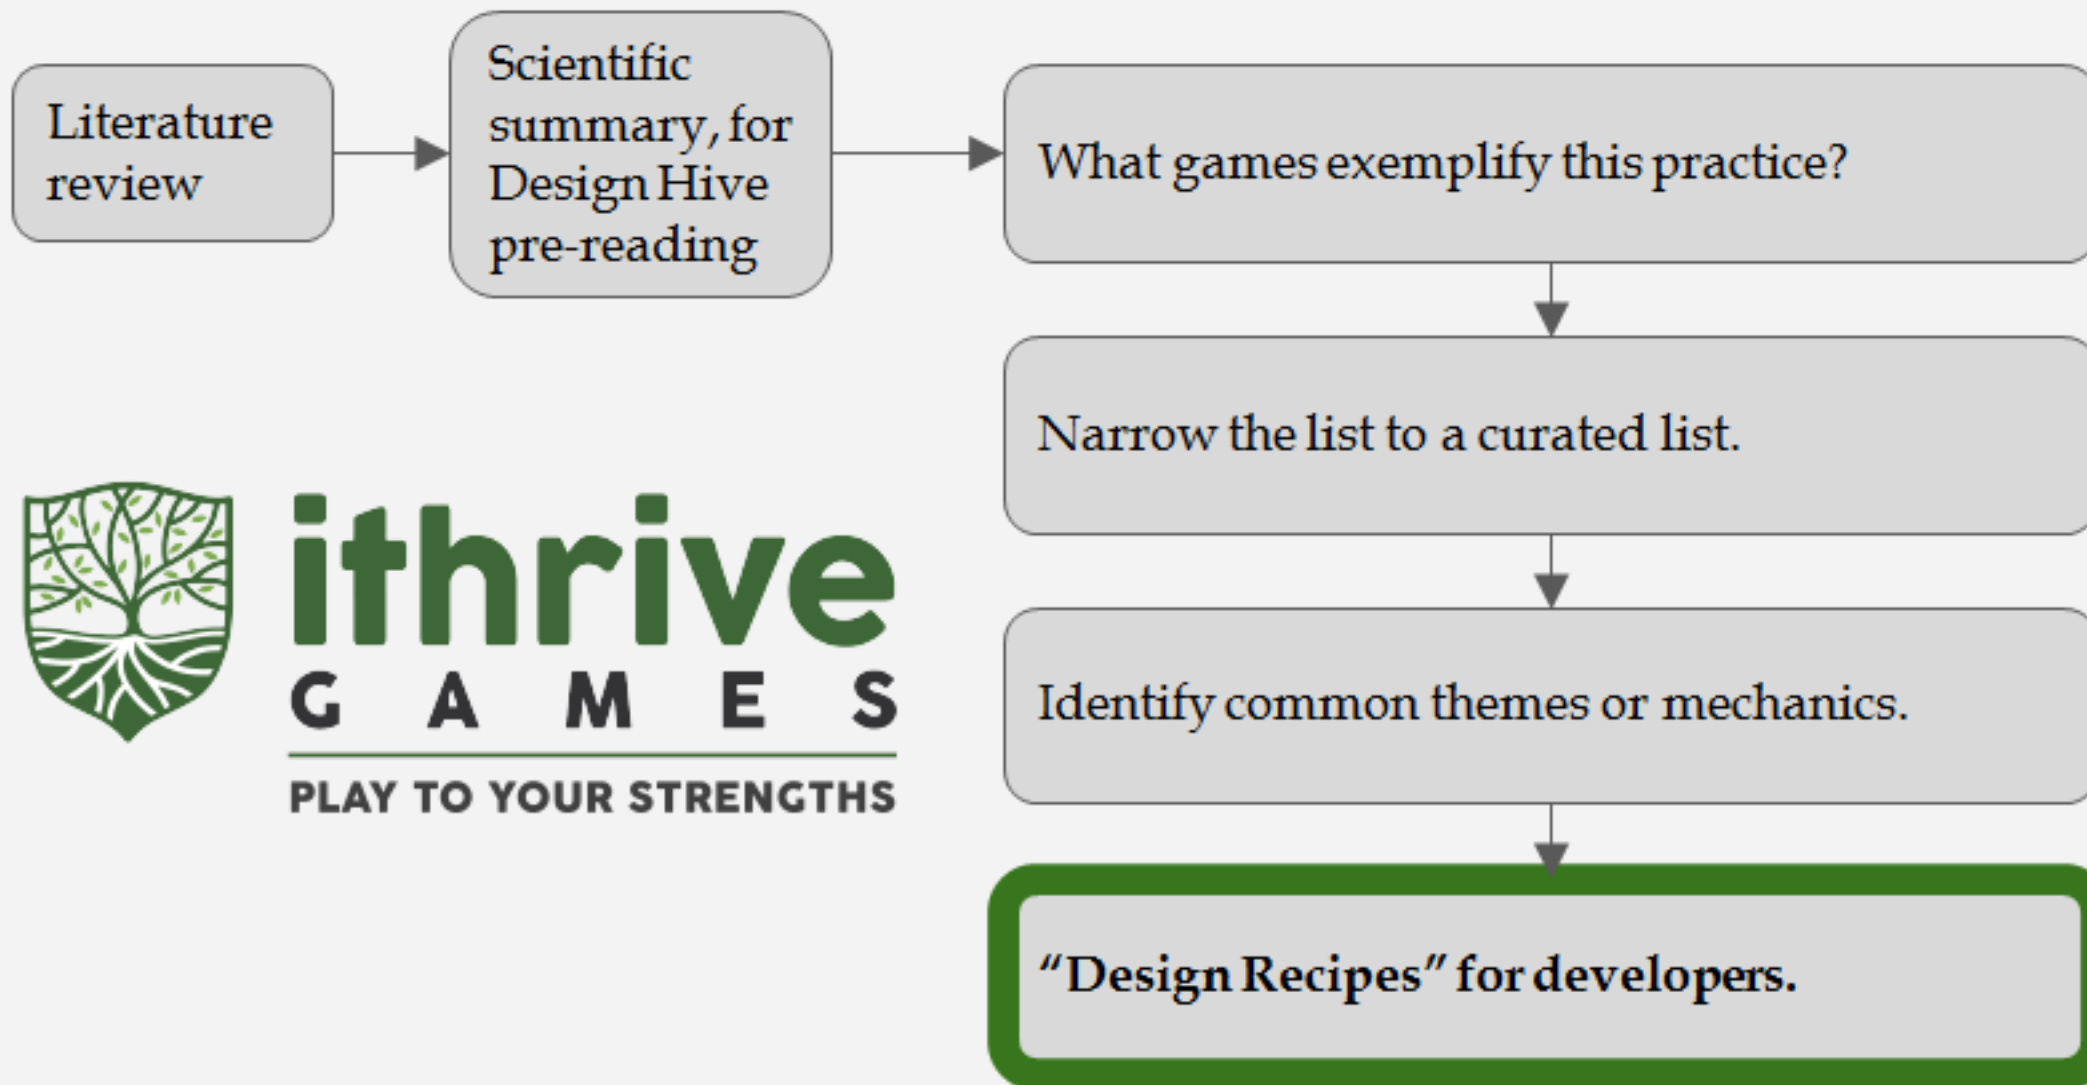 Literature
review
Scientific
summary, for
Design Hive
pre-reading
What games exemplify this practice?
Narrow the list to a curated list.
Identify common themes or mechanics.
“Design Recipes” for developers.
ithrive
GAMES
PLAY TO YOUR STRENGTHS